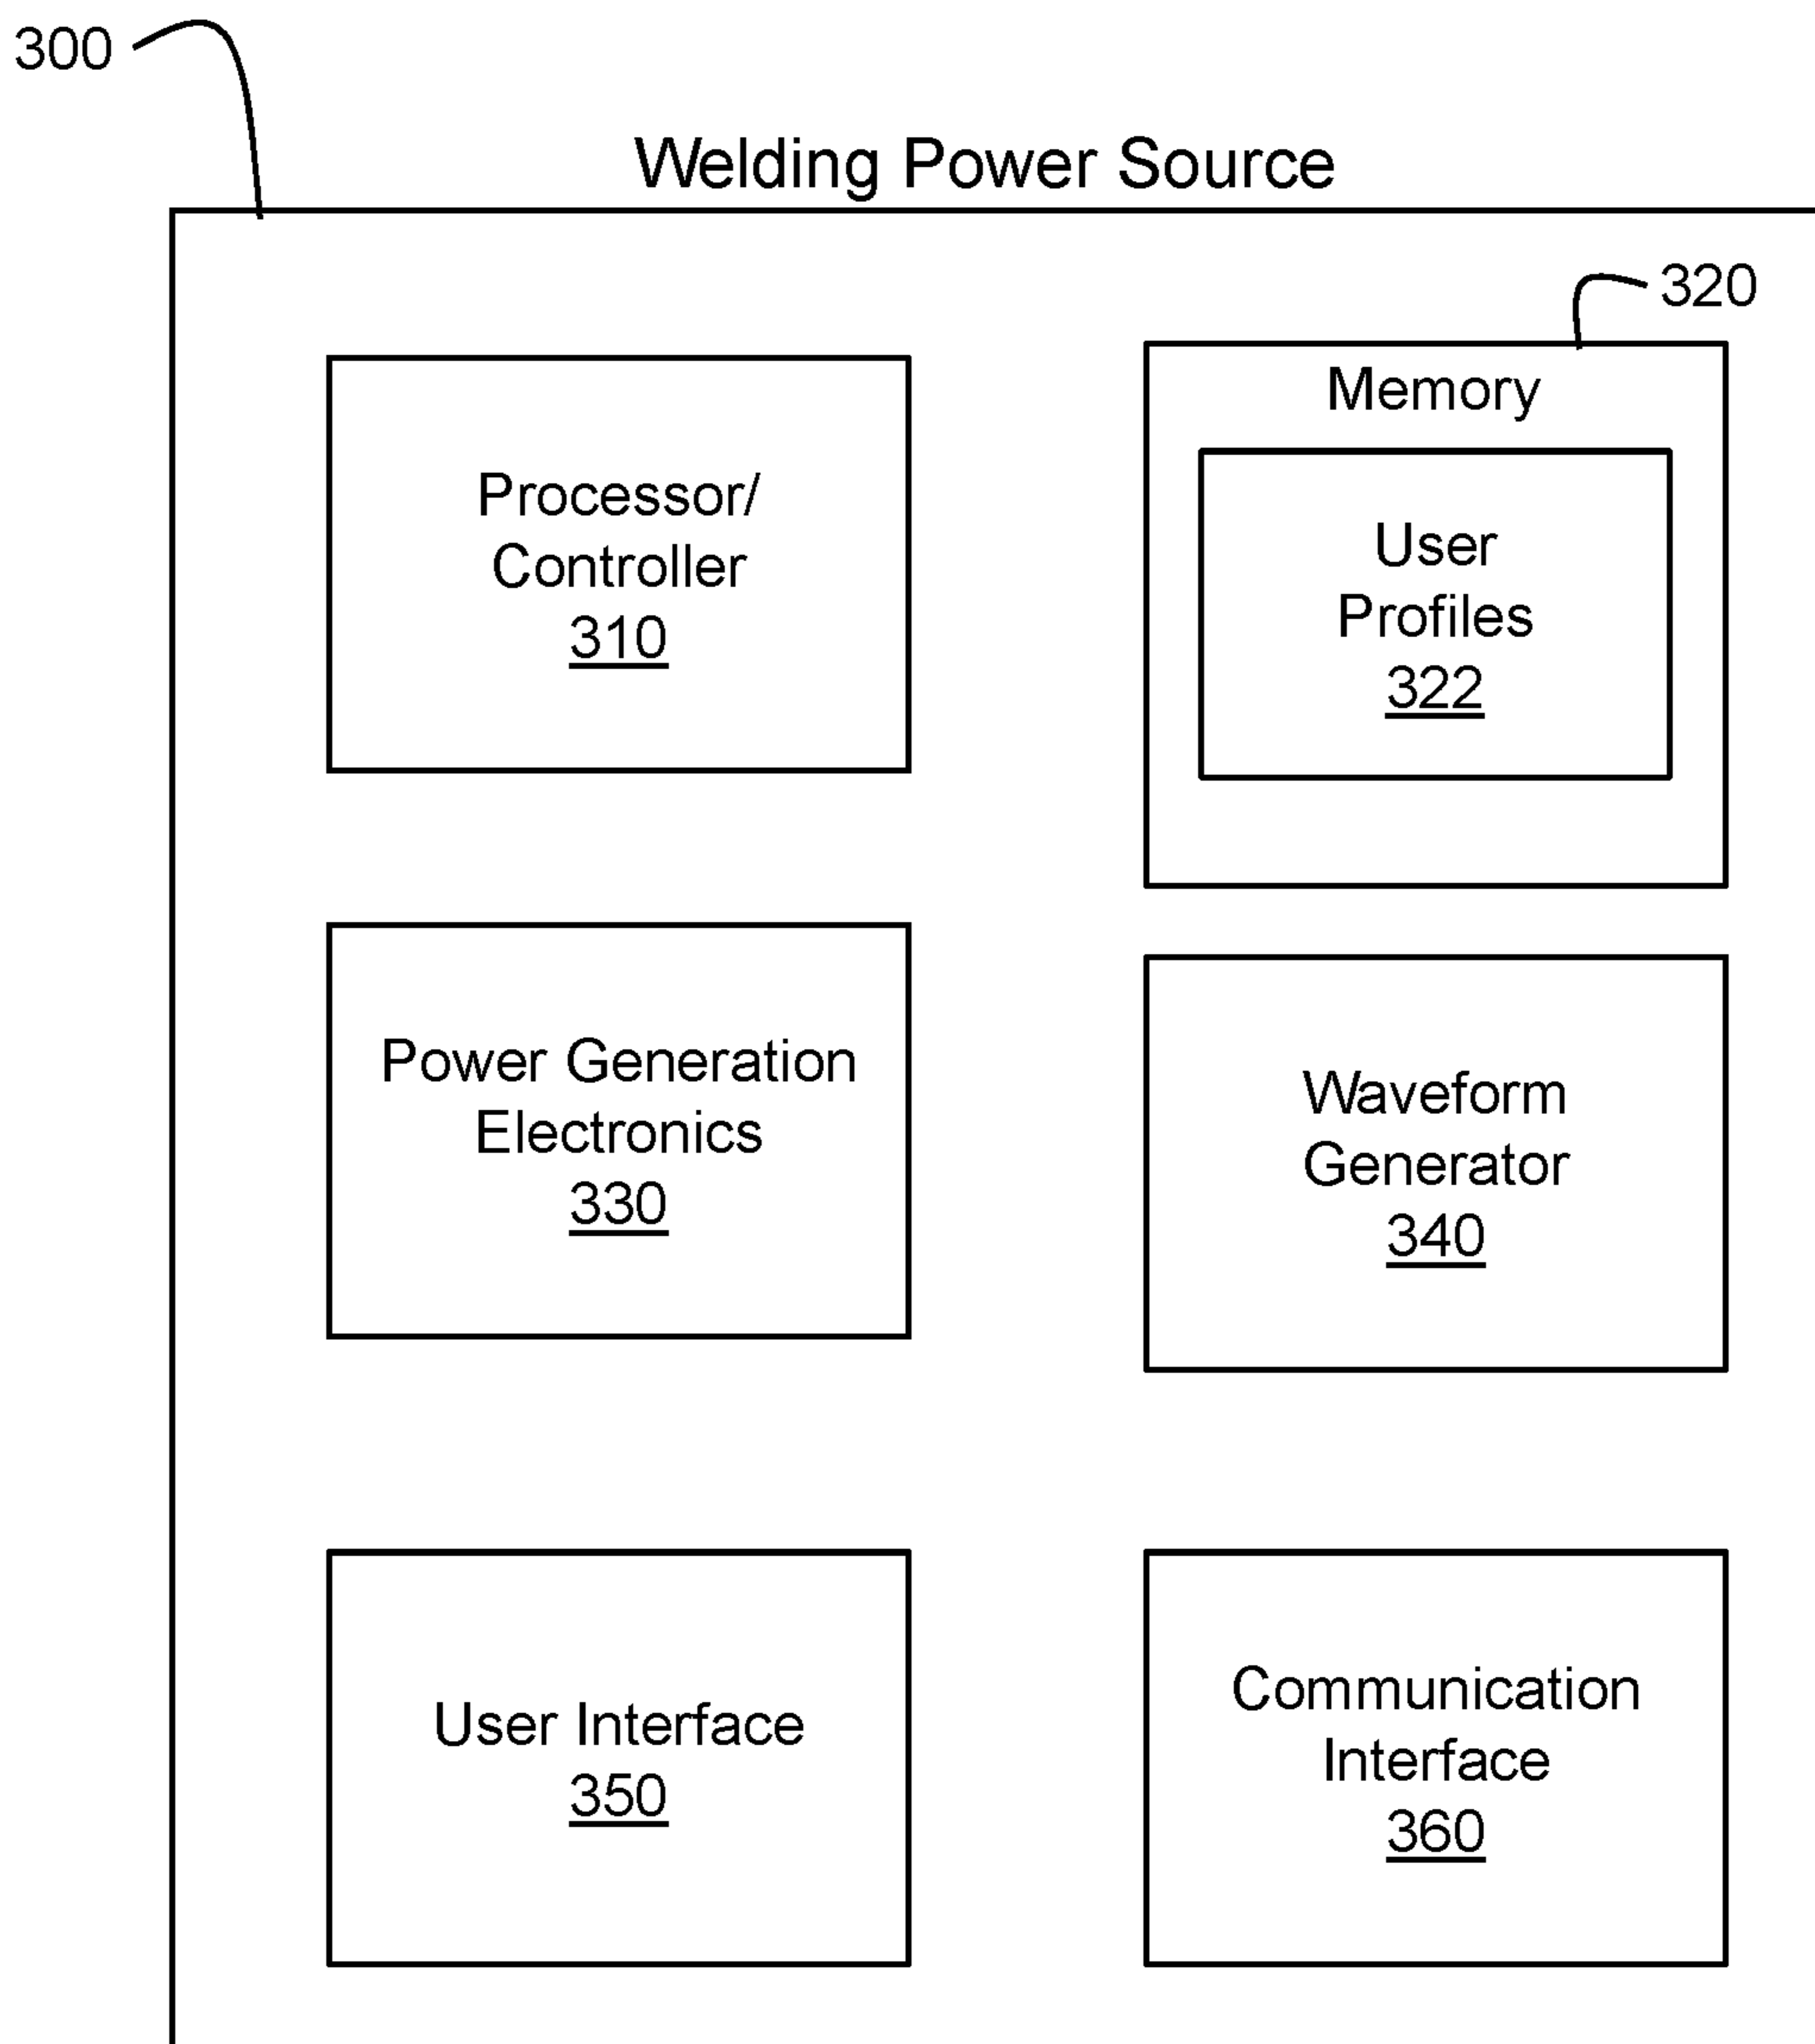 300
Welding Power Source
320
Processor/
Controller
310
Memory
User
Profiles
322
Power Generation
Electronics
330
Waveform
Generator
340
User Interface
350
Communication
Interface
360